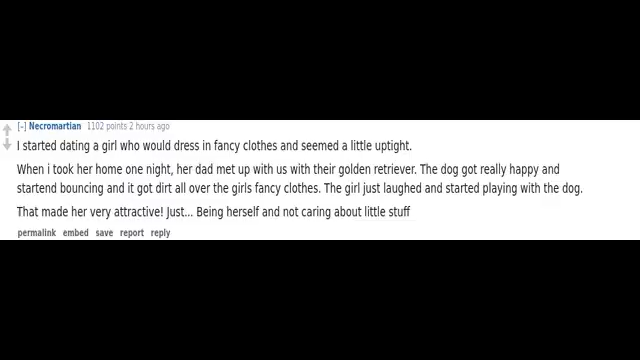 [-] Necromartian 1102 points 2 hours ago
I started dating a girl who would dress in fancy clothes and seemed a little uptight.
When i took her home one night, her dad met up with us with their golden retriever. The dog got really happy and
startend bouncing and it got dirt all over the girls fancy clothes. The girl just laughed and started playing with the dog.
That made her very attractive! Just... Being herself and not caring about little stuff
permalink embed save report reply